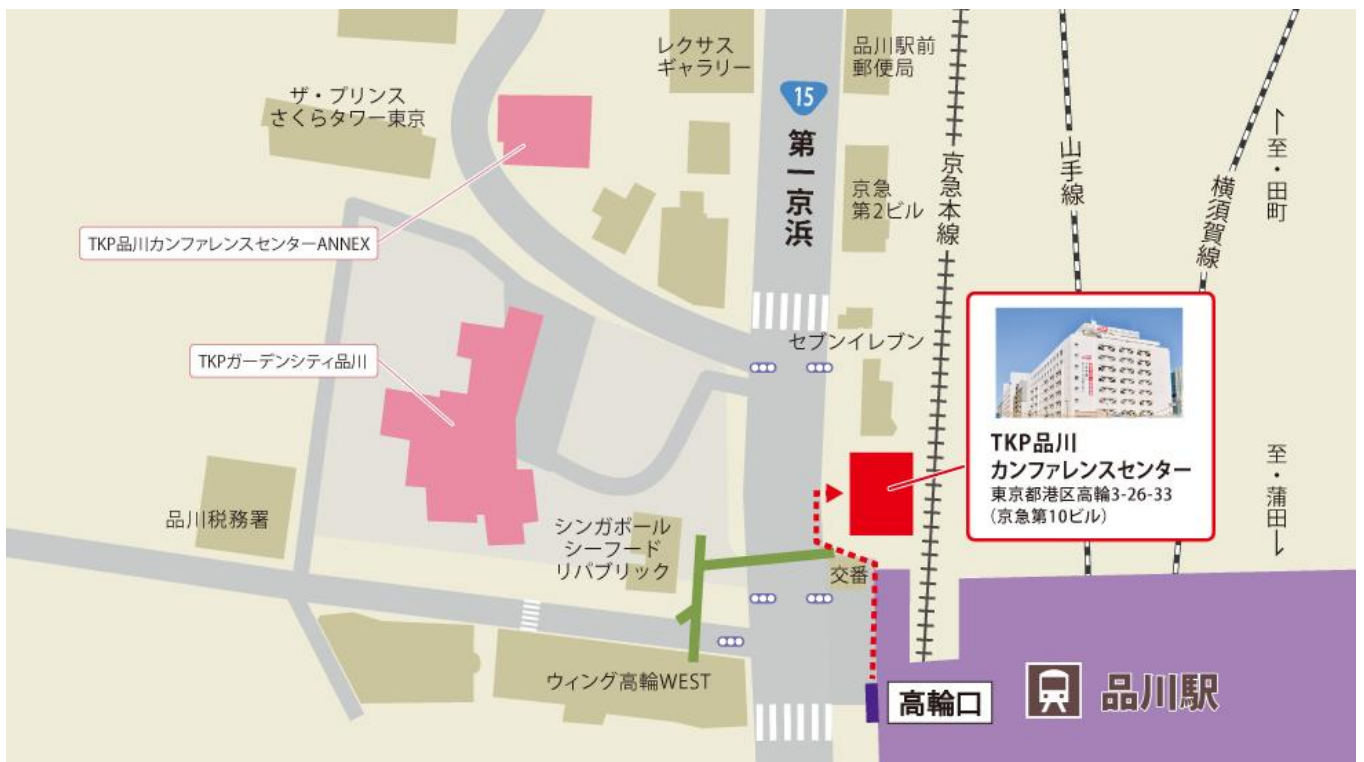 レクサス
ギャラリー
品川駅前
郵便局
15
第一京浜
ザ・プリンス
さくらタワー東京
京急
第2ビル
京急本線
山手線
横須賀線
↑至・田町
TKP品川カンファレンスセンターANNEX
TKPガーデンシティ品川
セブンイレブン
TKP品川
カンファレンスセンター
東京都港区高輪3-26-33
(京急第10ビル)
至・蒲田↓
品川税務署
シンガポール
シーフード
リパブリック
交番
ウィング高輪WEST
高輪口
品川駅